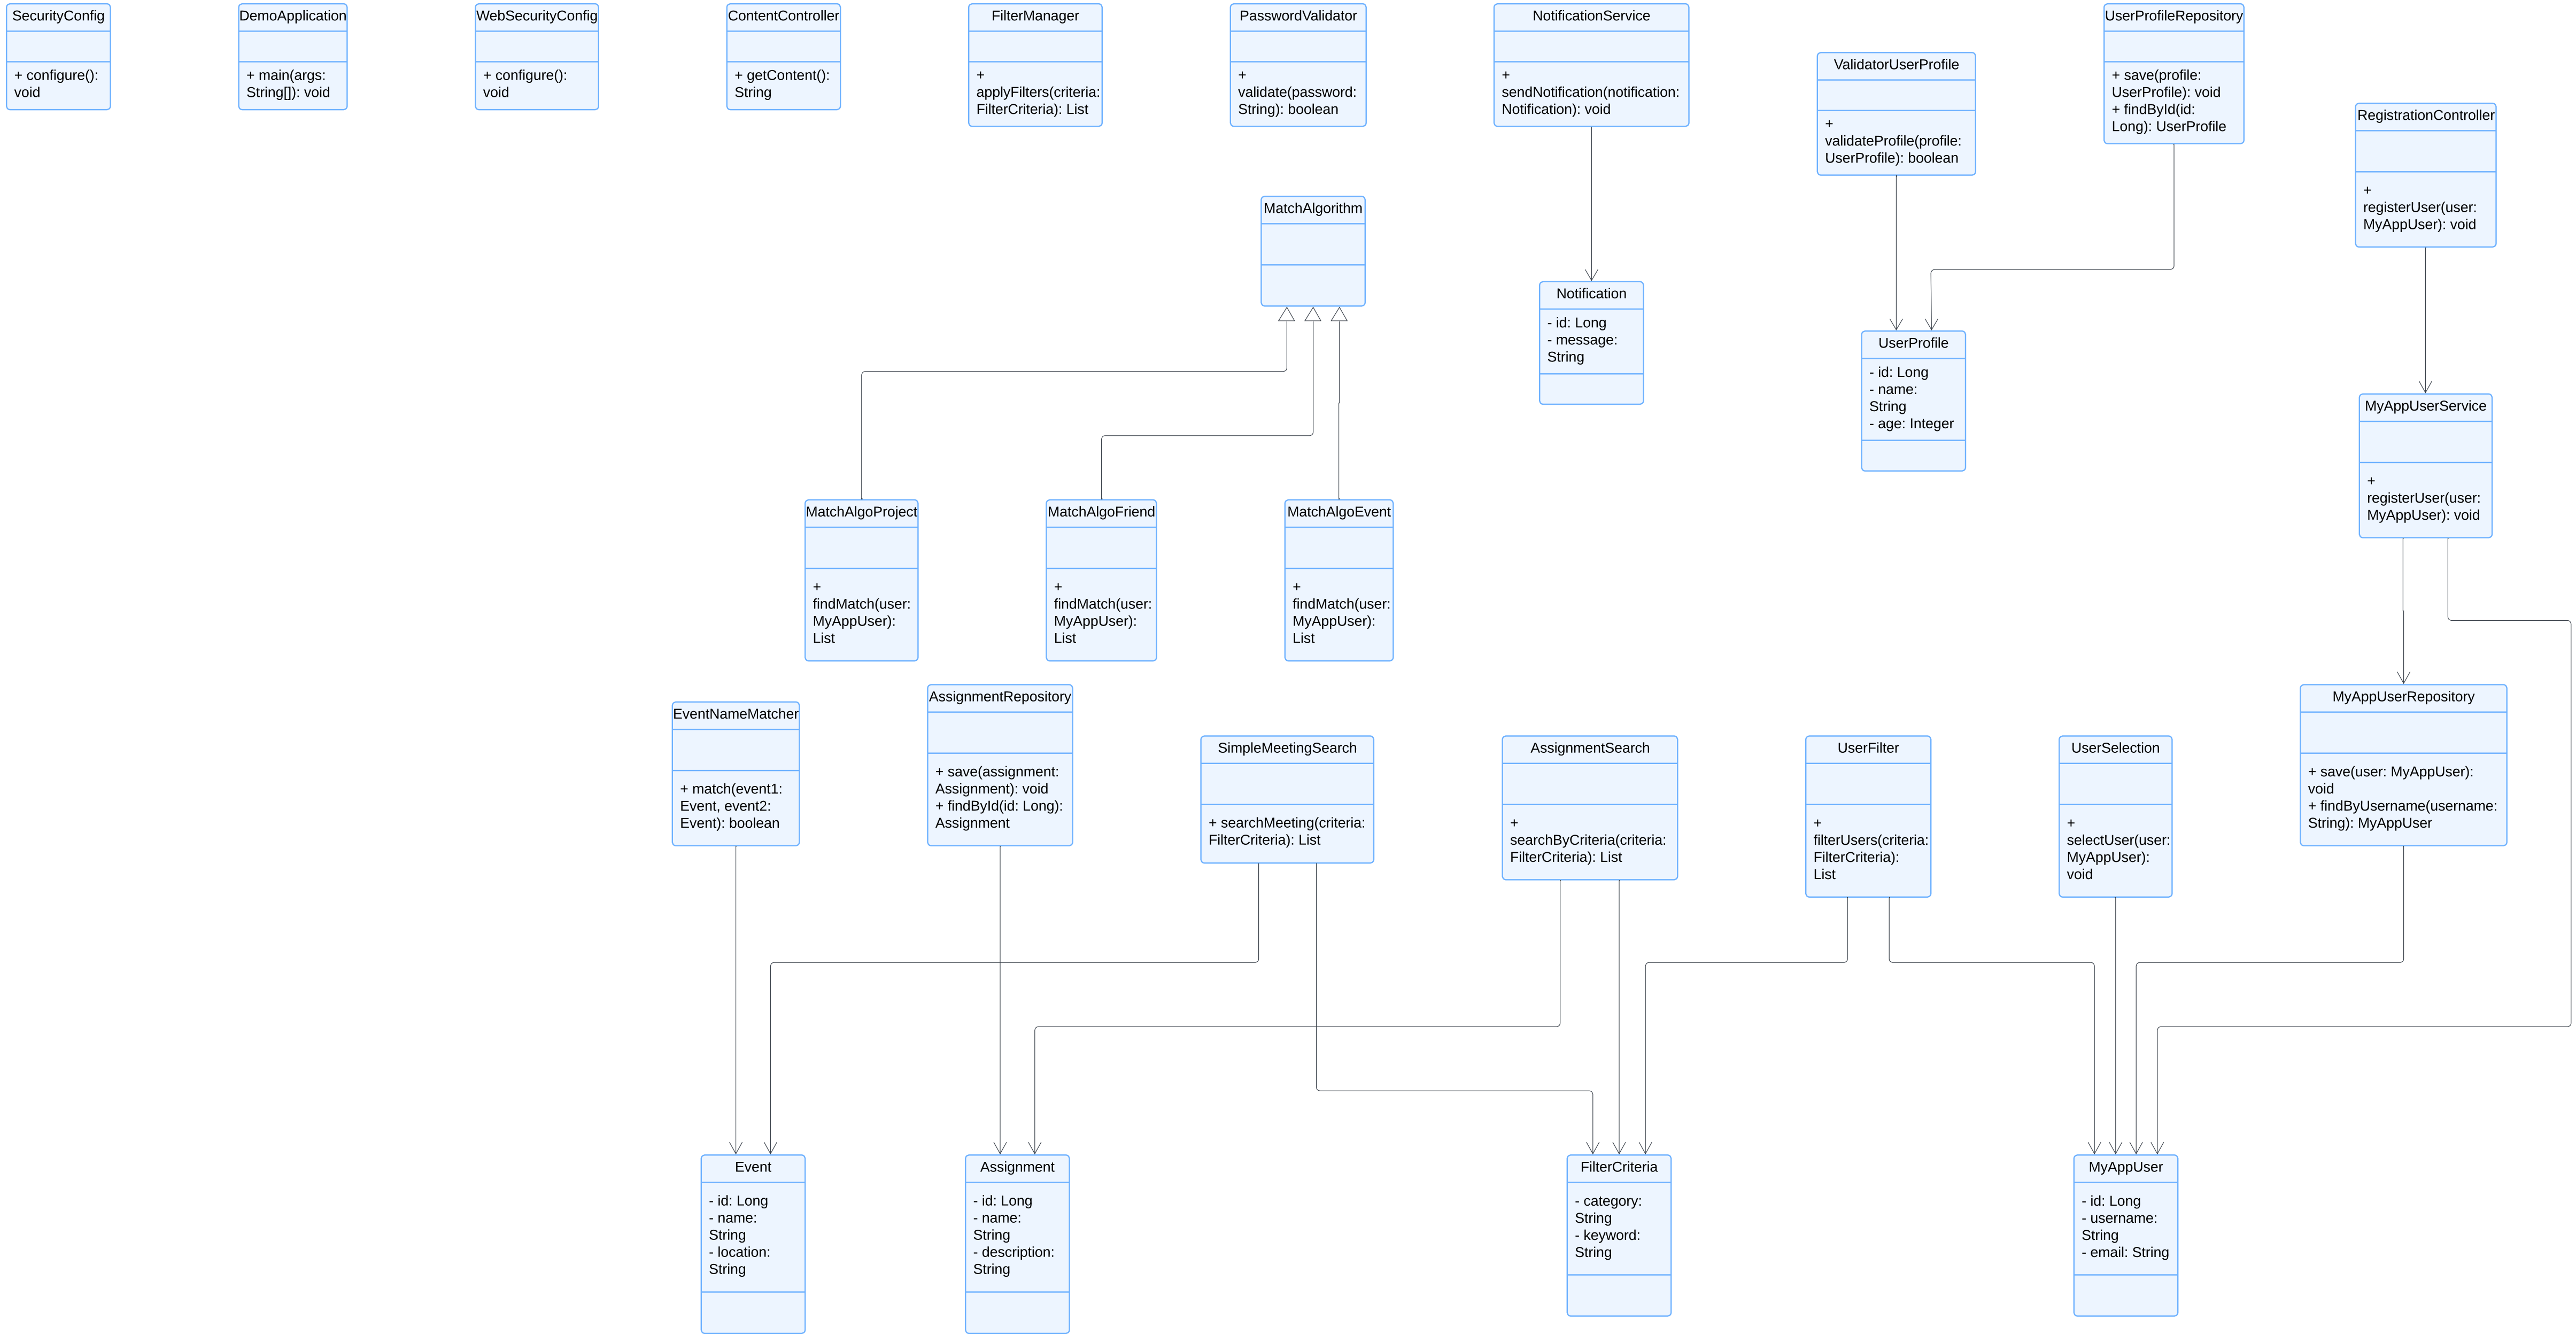 SecurityConfig
+ configure():
void
DemoApplication
+ main(args:
String[]): void
WebSecurityConfig
+ configure():
void
ContentController
+ getContent():
String
FilterManager
+
applyFilters(criteria:
FilterCriteria): List
PasswordValidator
+
validate(password:
String): boolean
NotificationService
+
sendNotification(notification:
Notification): void
ValidatorUserProfile
+
validateProfile(profile:
UserProfile): boolean
UserProfileRepository
+ save(profile:
UserProfile): void
+ findById(id:
Long): UserProfile
RegistrationController
+
registerUser(user:
MyAppUser): void
MatchAlgorithm
Notification
- id: Long
- message:
String
UserProfile
- id: Long
- name:
String
- age: Integer
MyAppUserService
+
registerUser(user:
MyAppUser): void
MatchAlgoProject
+
findMatch(user:
MyAppUser):
List
MatchAlgoFriend
+
findMatch(user:
MyAppUser):
List
MatchAlgoEvent
+
findMatch(user:
MyAppUser):
List
EventNameMatcher
+ match(event1:
Event, event2:
Event): boolean
AssignmentRepository
+ save(assignment:
Assignment): void
+ findById(id: Long):
Assignment
SimpleMeetingSearch
+ searchMeeting(criteria:
FilterCriteria): List
AssignmentSearch
+
searchByCriteria(criteria:
FilterCriteria): List
UserFilter
+
filterUsers(criteria:
FilterCriteria):
List
UserSelection
+
selectUser(user:
MyAppUser):
void
MyAppUserRepository
+ save(user: MyAppUser):
void
+ findByUsername(username:
String): MyAppUser
Event
- id: Long
- name:
String
- location:
String
Assignment
- id: Long
- name:
String
- description:
String
FilterCriteria
- category:
String
- keyword:
String
MyAppUser
- id: Long
- username:
String
- email: String